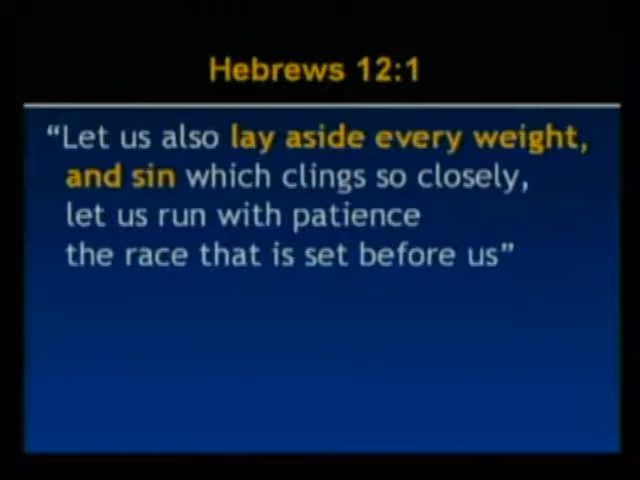 Hebrews 12:1
“Let us also lay aside every weight,
and sin which clings so closely,
let us run with patience
the race that is set before us”